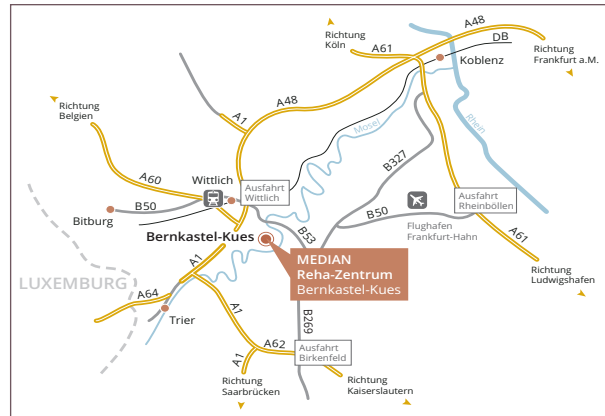 A48
Richtung
Köln
A61
DB
Koblenz
Richtung
Frankfurt a.M.
A48
A1
Mosel
Rhein
Richtung
Belgien
B327
A60
Wittlich
Ausfahrt
Wittlich
B50
Bitburg
B50
Ausfahrt
Rheinböllen
Flughafen
Frankfurt-Hahn
B53
A61
Bernkastel-Kues
MEDIAN
Reha-Zentrum
Bernkastel-Kues
A1
Richtung
Ludwigshafen
LUXEMBURG
A64
A1
Trier
B269
A62
Ausfahrt
Birkenfeld
A1
Richtung
Saarbrücken
Richtung
Kaiserslautern